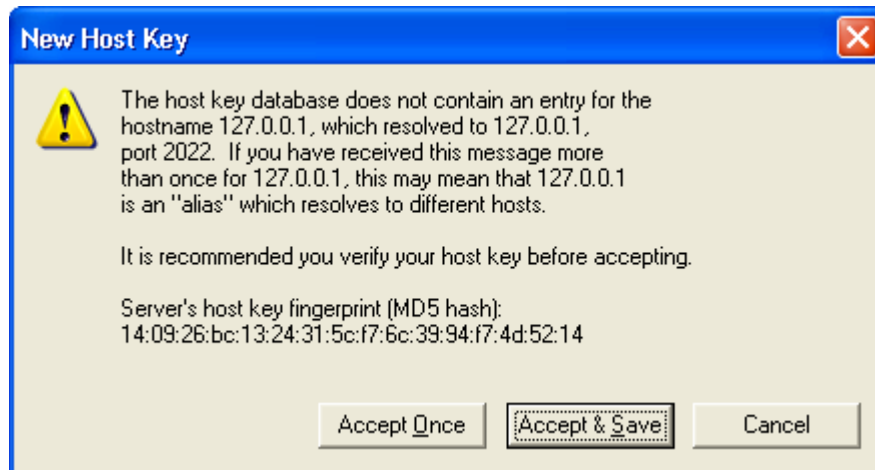 New Host Key
The host key database does not contain an entry for the
hostname 127.0.0.1, which resolved to 127.0.0.1,
port 2022.  If you have received this message more
than once for 127.0.0.1, this may mean that 127.0.0.1
is an "alias" which resolves to different hosts.
It is recommended you verify your host key before accepting.
Server's host key fingerprint (MD5 hash):
14:09:26:bc:13:24:31:5c:f7:6c:39:94:f7:4d:52:14
Accept Once Accept & Save Cancel